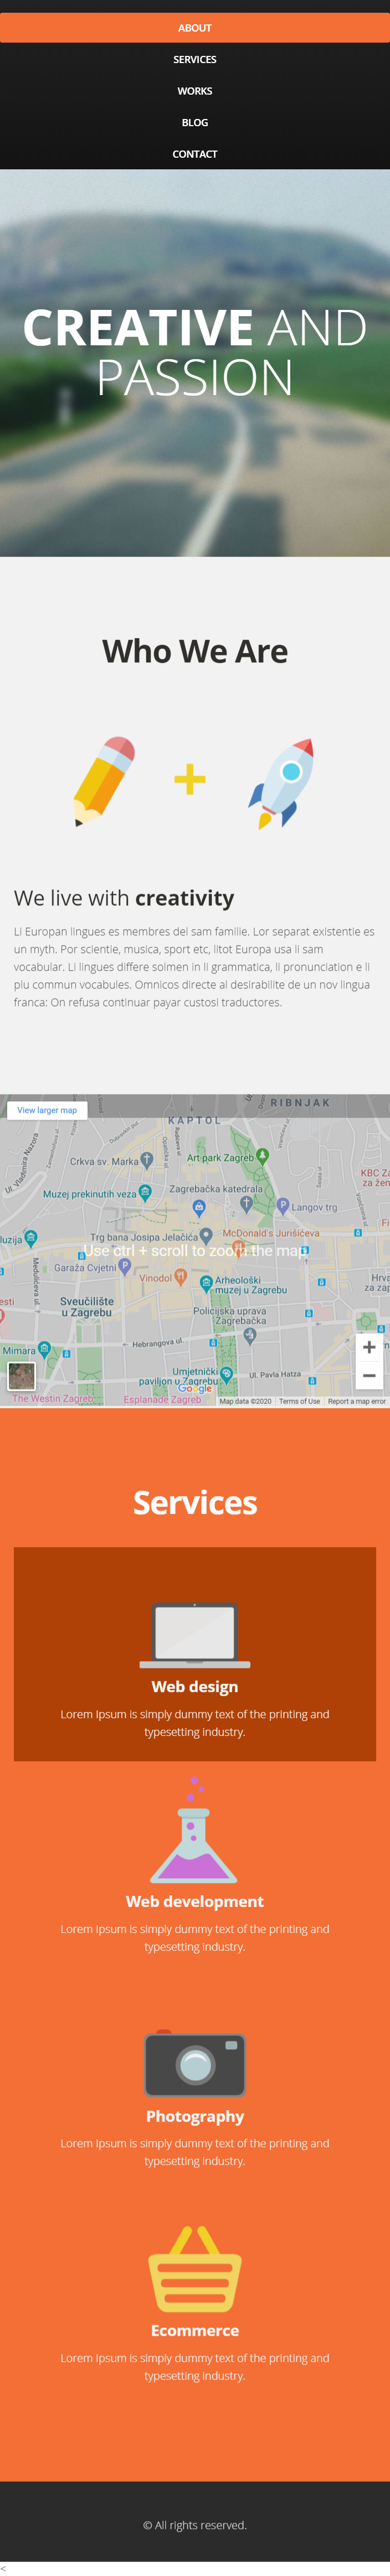 ABOUT
SERVICES
WORKS
BLOG
CONTACT
CREATIVE AND
PASSION
Who We Are
We live with creativity
Li Europan lingues es membres del sam familie. Lor separat existentie es
un myth. Por scientie, musica, sport etc, litot Europa usa li sam
vocabular. Li lingues differe solmen in li grammatica, li pronunciation e li
plu commun vocabules. Omnicos directe al desirabilite de un nov lingua
franca: On refusa continuar payar custosi traductores.
View larger map
RIBNJAK
KAPTOL
Ul. Vladimira Nazora
Crkva sv. Marka
Art park Zagreb
Zagrebačka katedrala
Muzej prekinutih veza
Langov trg
Trg bana Josipa Jelačića
McDonald's Jurišićeva
Use ctrl + scroll to zoom the map
Garaža Cvjetni
Vinodol
Arheološki
muzej u Zagrebu
Sveučilište
u Zagrebu
Policijska uprava
Zagrebačka
Hebrangova ul.
Mimara
Umjetnički
paviljon u Zagrebu
Ul. Pavla Hatza
Google
The Westin Zagreb
Esplanade Zagreb
Map data ©2020
Terms of Use
Report a map error
Services
Web design
Lorem Ipsum is simply dummy text of the printing and
typesetting industry.
Web development
Lorem Ipsum is simply dummy text of the printing and
typesetting industry.
Photography
Lorem Ipsum is simply dummy text of the printing and
typesetting industry.
Ecommerce
Lorem Ipsum is simply dummy text of the printing and
typesetting industry.
© All rights reserved.
<